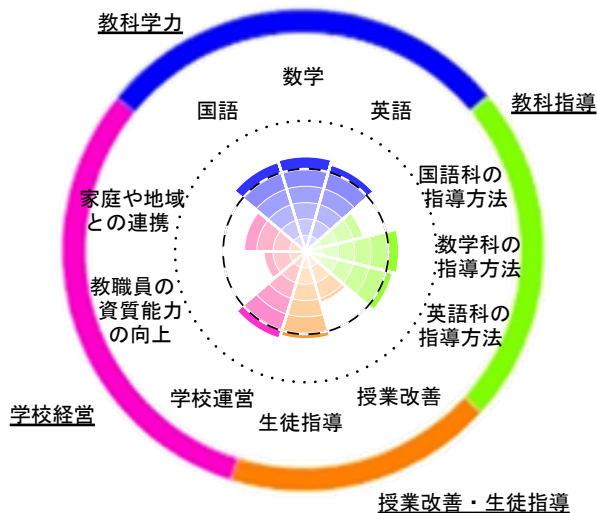 教科学力
数学
国語
英語
教科指導
国語科の
指導方法
家庭や地域
との連携
数学科の
指導方法
教職員の
資質能力
の向上
英語科の
指導方法
学校運営
授業改善
生徒指導
学校経営
授業改善・生徒指導